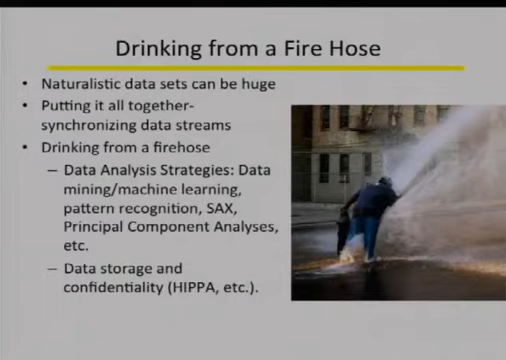 Drinking from a Fire Hose
• Naturalistic data sets can be huge
• Putting it all together-
synchronizing data streams
• Drinking from a firehose
– Data Analysis Strategies: Data
mining/machine learning,
pattern recognition, SAX,
Principal Component Analyses,
etc.
– Data storage and
confidentiality (HIPPA, etc.).